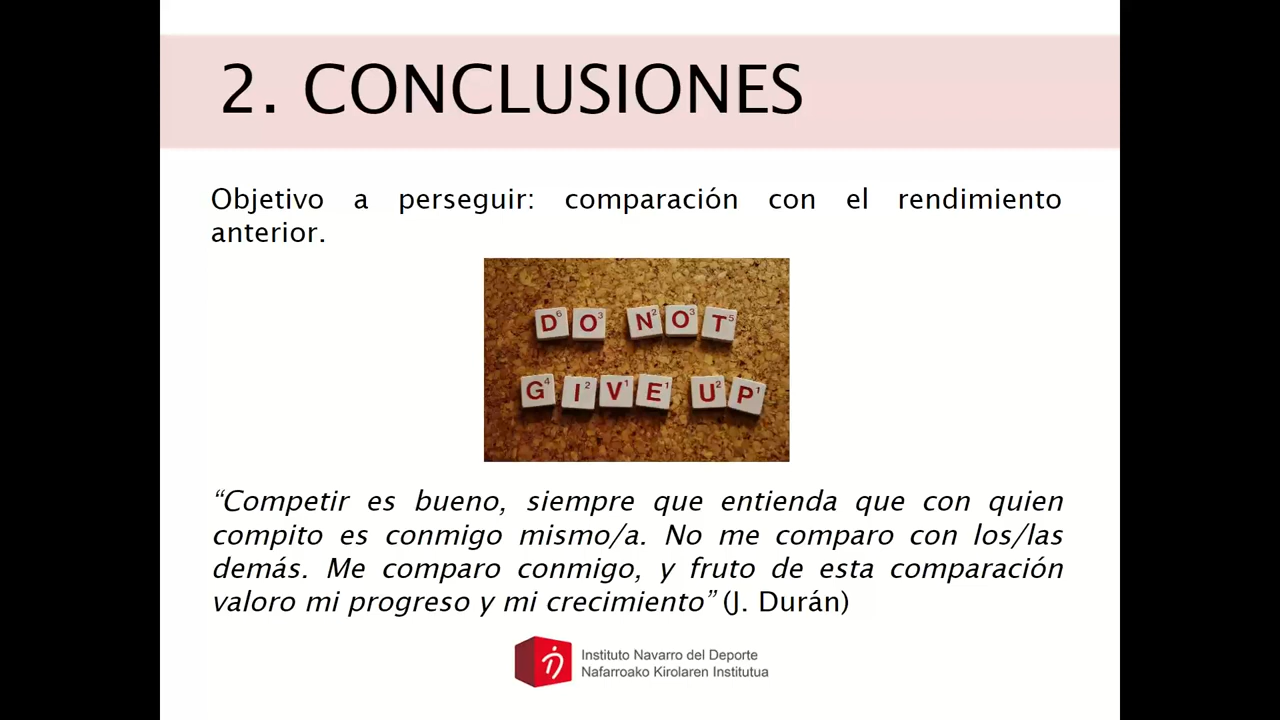 2. CONCLUSIONES
Objetivo a perseguir: comparación con el rendimiento
anterior.
DO NOT
GIVE UP
“Competir es bueno, siempre que entienda que con quien
compito es conmigo mismo/a. No me comparo con los/las
demás. Me comparo conmigo, y fruto de esta comparación
valoro mi progreso y mi crecimiento” (J. Durán)
Instituto Navarro del Deporte
Nafarroako Kirolaren Institutua